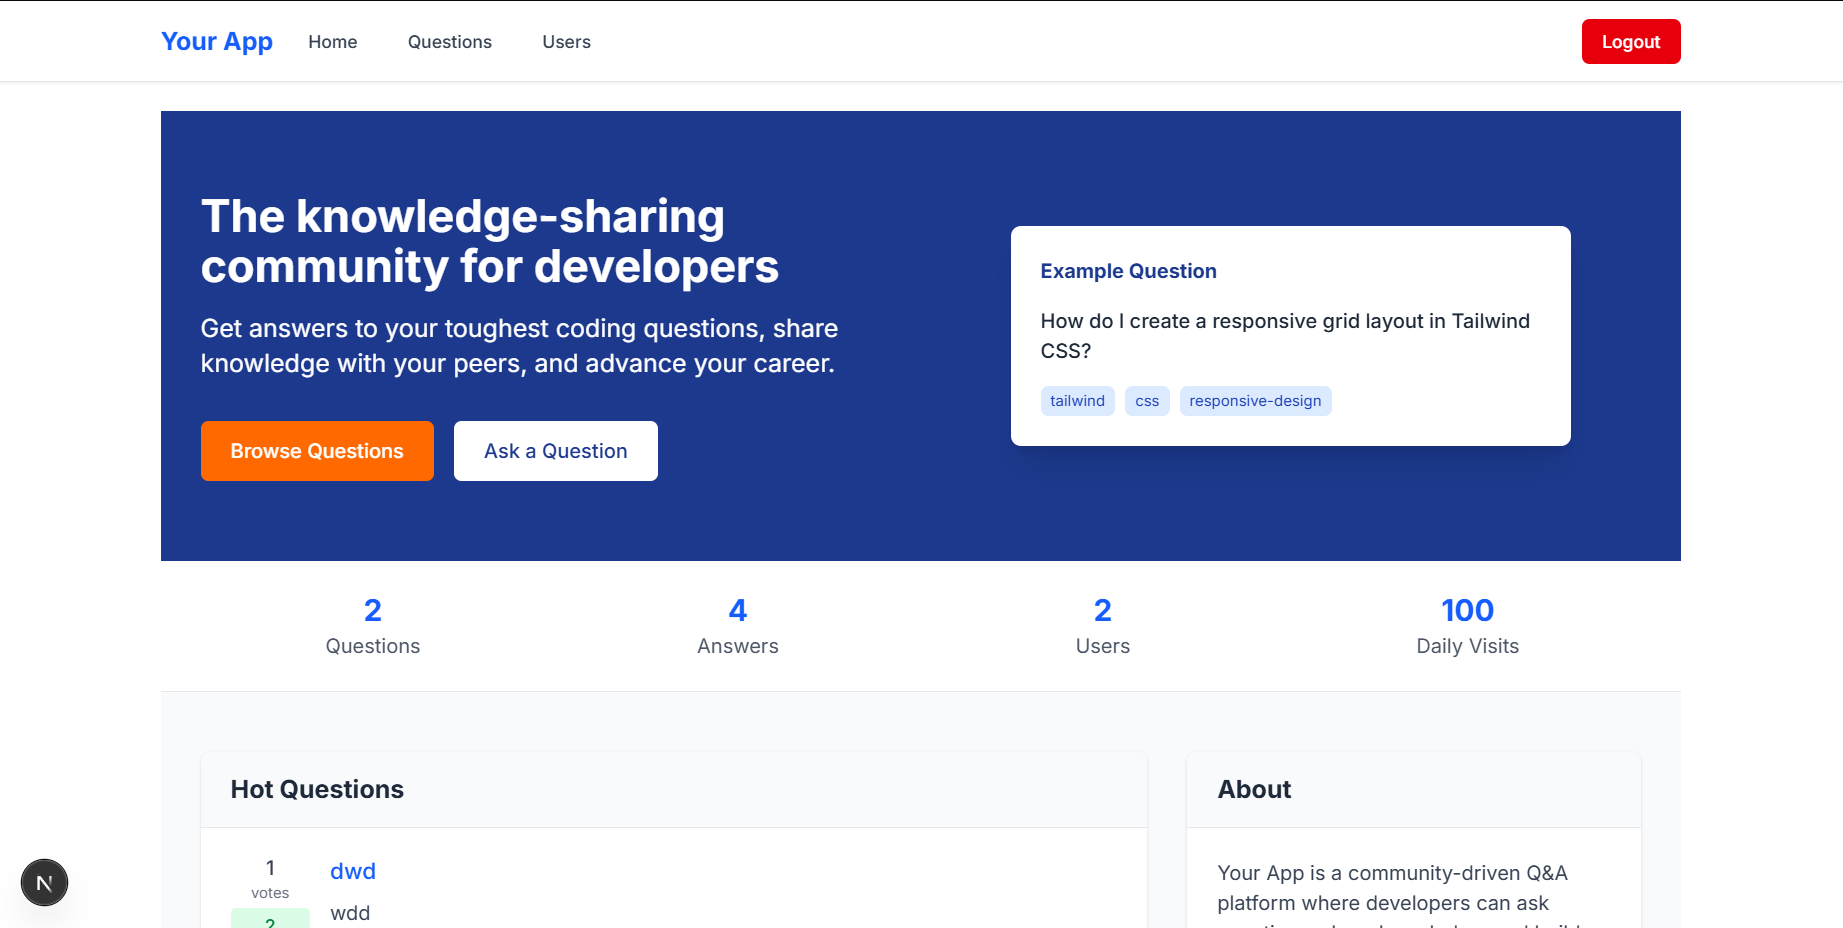 Your App
Home
Questions
Users
Logout
The knowledge-sharing
community for developers
Get answers to your toughest coding questions, share
knowledge with your peers, and advance your career.
Browse Questions
Ask a Question
Example Question
How do I create a responsive grid layout in Tailwind
CSS?
tailwind
css
responsive-design
2
Questions
4
Answers
2
Users
100
Daily Visits
Hot Questions
1
votes
2
dwd
wdd
About
Your App is a community-driven Q&A
platform where developers can ask
N